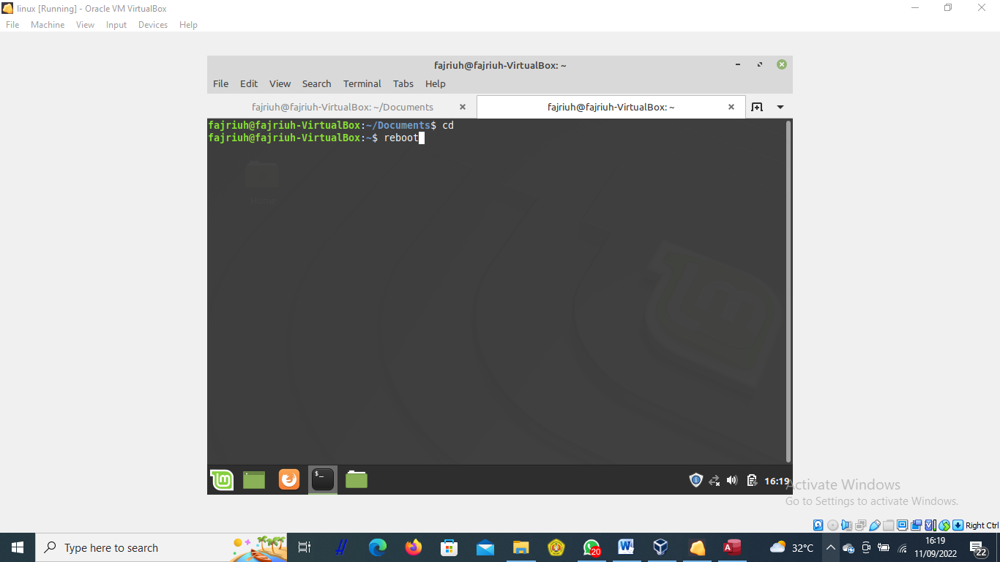 linux [Running] - Oracle VM VirtualBox
File Machine View Input Devices Help
fajriuh@fajriuh-VirtualBox: ~
File Edit View Search Terminal Tabs Help
fajriuh@fajriuh-VirtualBox: ~/Documents
fajriuh@fajriuh-VirtualBox: ~
fajriuh@fajriuh-VirtualBox:~/Documents$ cd
fajriuh@fajriuh-VirtualBox:~$ reboot
Home
16:19
Activate Windows
Go to Settings to activate Windows.
Right Ctrl
Type here to search
20
32°C
16:19
11/09/2022
22